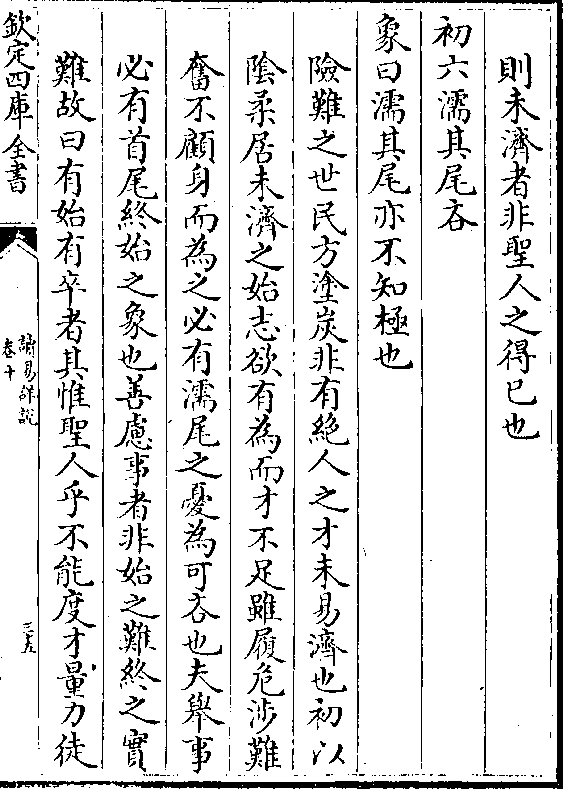 則未濟者非聖人之得已也
初六濡其尾吝
象曰濡其尾亦不知極也
險難之世民方塗炭非有絶人之才未易濟也初以
陰柔居未濟之始志欲有為而才不足雖履危涉難
奮不顧身而為之必有濡尾之憂為可吝也夫舉事
必有首尾終始之象也善慮事者非始之難終之實
難故曰有始有卒者其惟聖人乎不能度才量力徒
欽定四庫全書
讀易詳說
卷十
三五